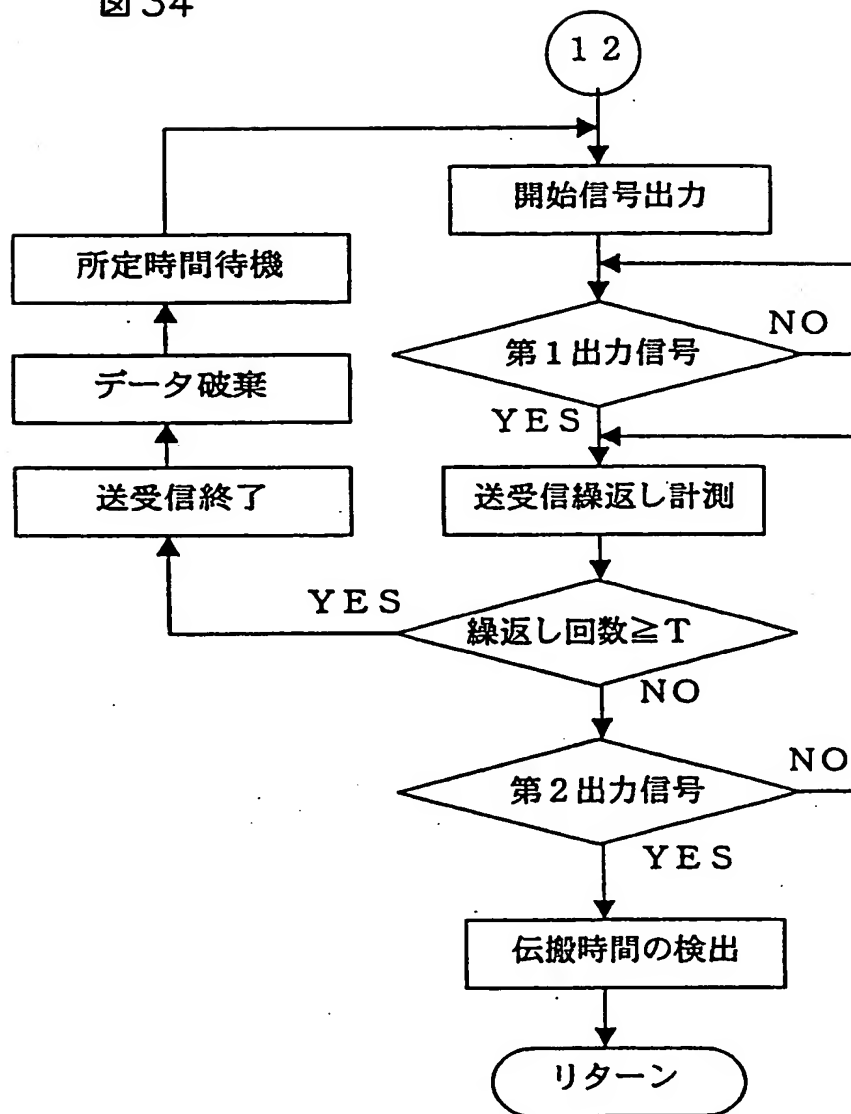 図34
12
開始信号出力
所定時間待機
第1出力信号
NO
データ破棄
YES
送受信終了
送受信繰返し計測
YES
繰返し回数≧T
NO
第2出力信号
NO
YES
伝搬時間の検出
リターン